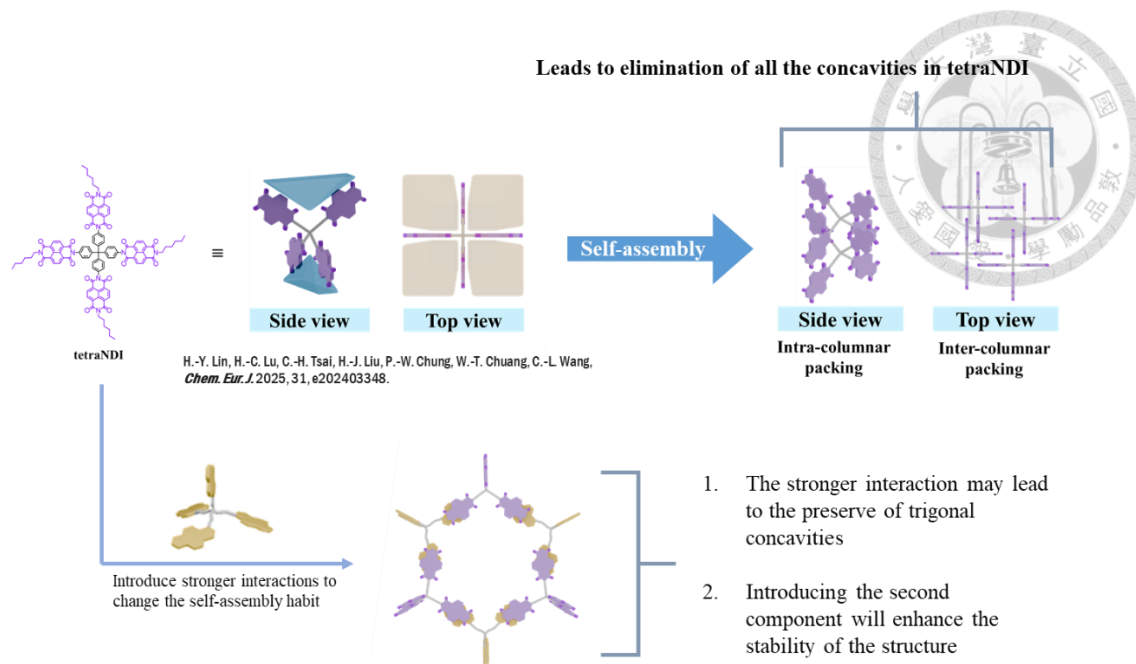 Leads to elimination of all the concavities in tetraNDI
tetraNDI
≡
Side view
Top view
H.-Y. Lin, H.-C. Lu, C.-H. Tsai, H.-J. Liu, P.-W. Chung, W.-T. Chuang, C.-L. Wang,
Chem. Eur. J. 2025, 31, e202403348.
Self-assembly
Side view
Intra-columnar
packing
Top view
Inter-columnar
packing
Introduce stronger interactions to
change the self-assembly habit
1. The stronger interaction may lead
to the preserve of trigonal
concavities
2. Introducing the second
component will enhance the
stability of the structure